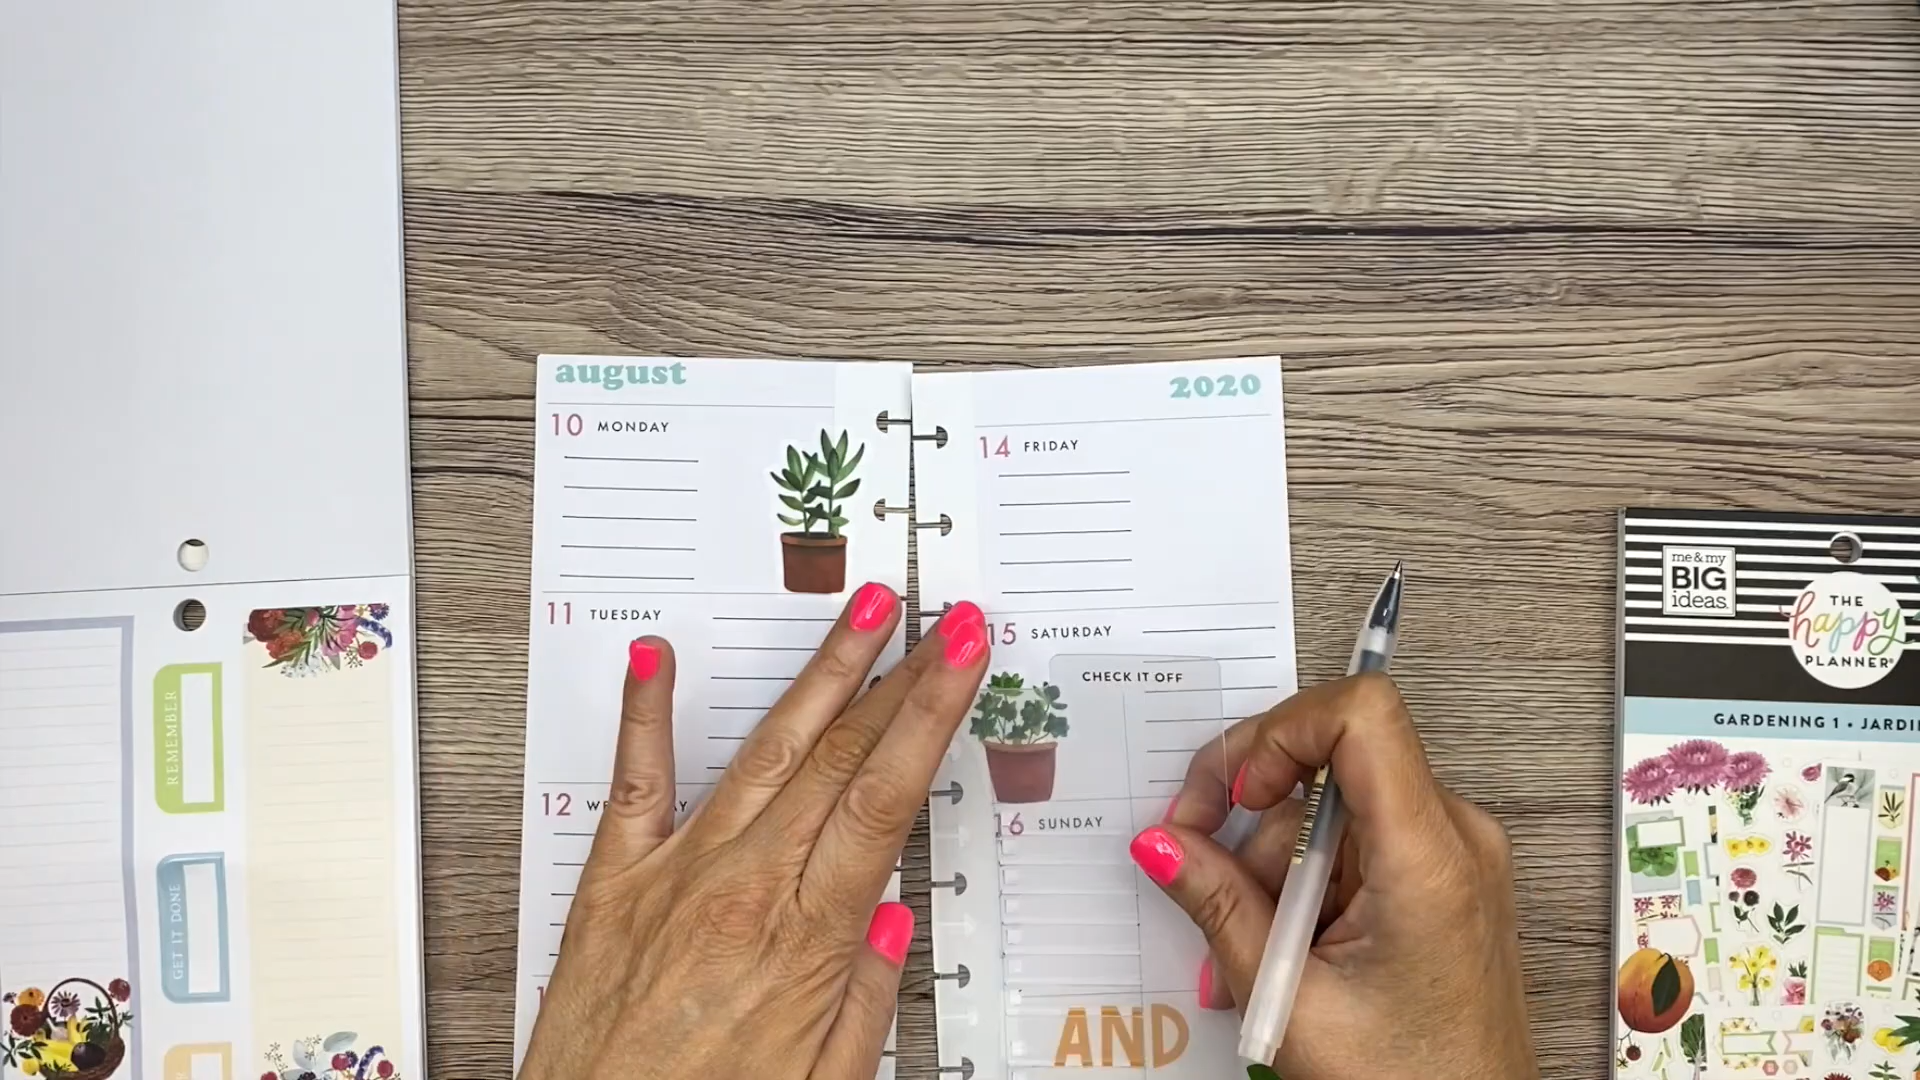 august
2020
10 MONDAY
14 FRIDAY
11 TUESDAY
15 SATURDAY
CHECK IT OFF
12
16 SUNDAY
AND
REMEMBER
GET IT DONE
me & my
BIG
ideas.
THE
happy
PLANNER®
GARDENING 1 •